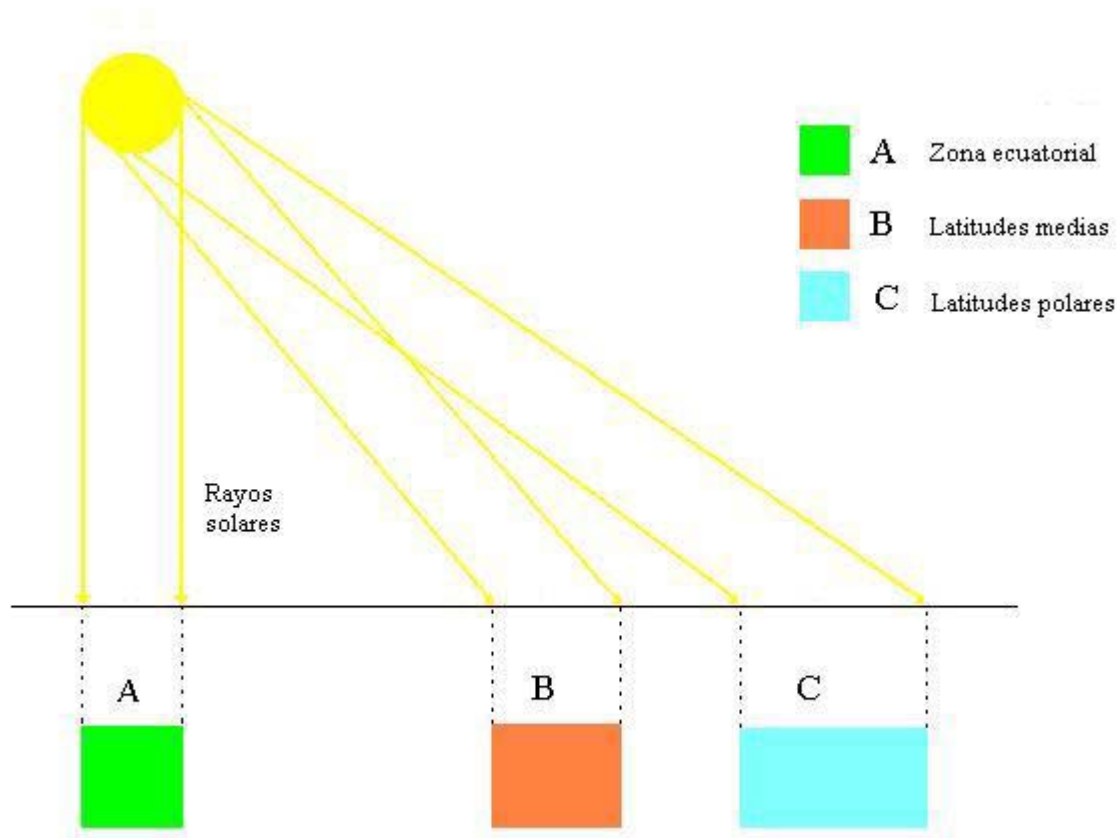 A Zona ecuatorial
B Latitudes medias
C Latitudes polares
Rayos
solares
A B C